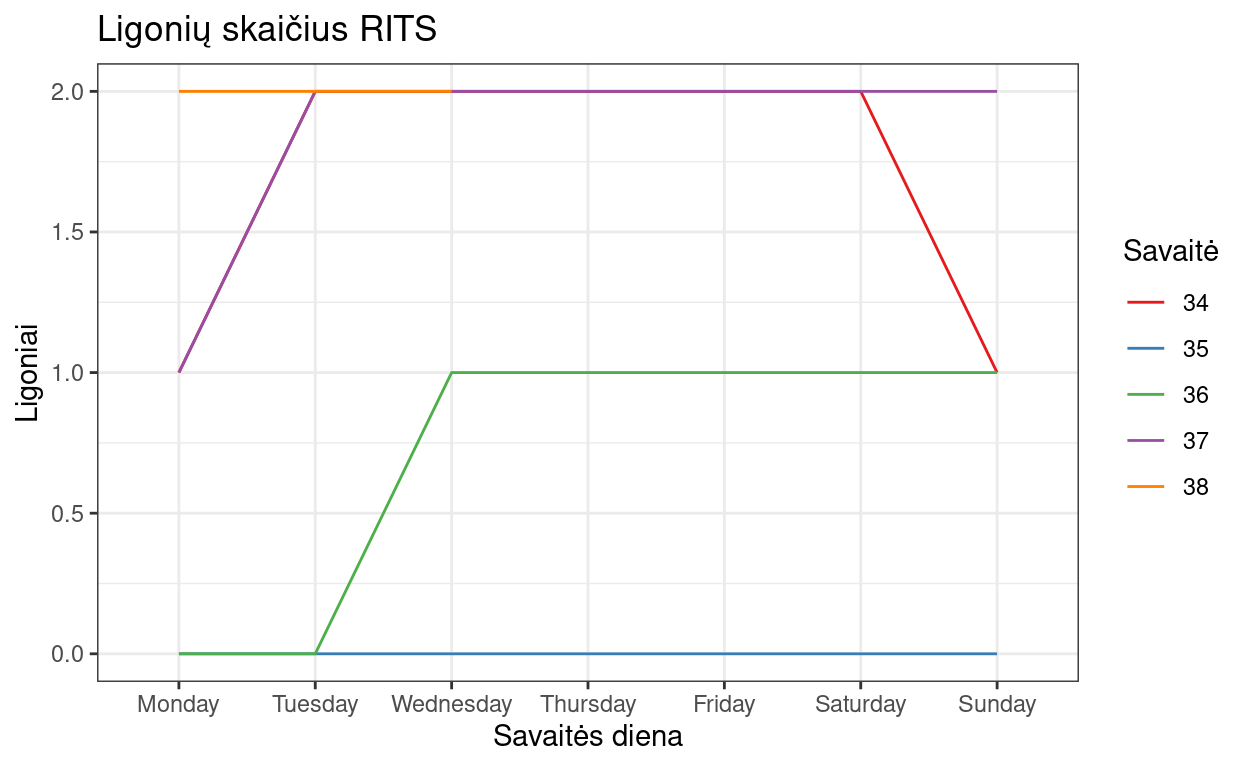 Ligonių skaičius RITS
2.0
1.5
1.0
0.5
0.0
Ligoniai
Monday Tuesday Wednesday Thursday Friday Saturday Sunday
Savaitės diena
Savaitė
34
35
36
37
38